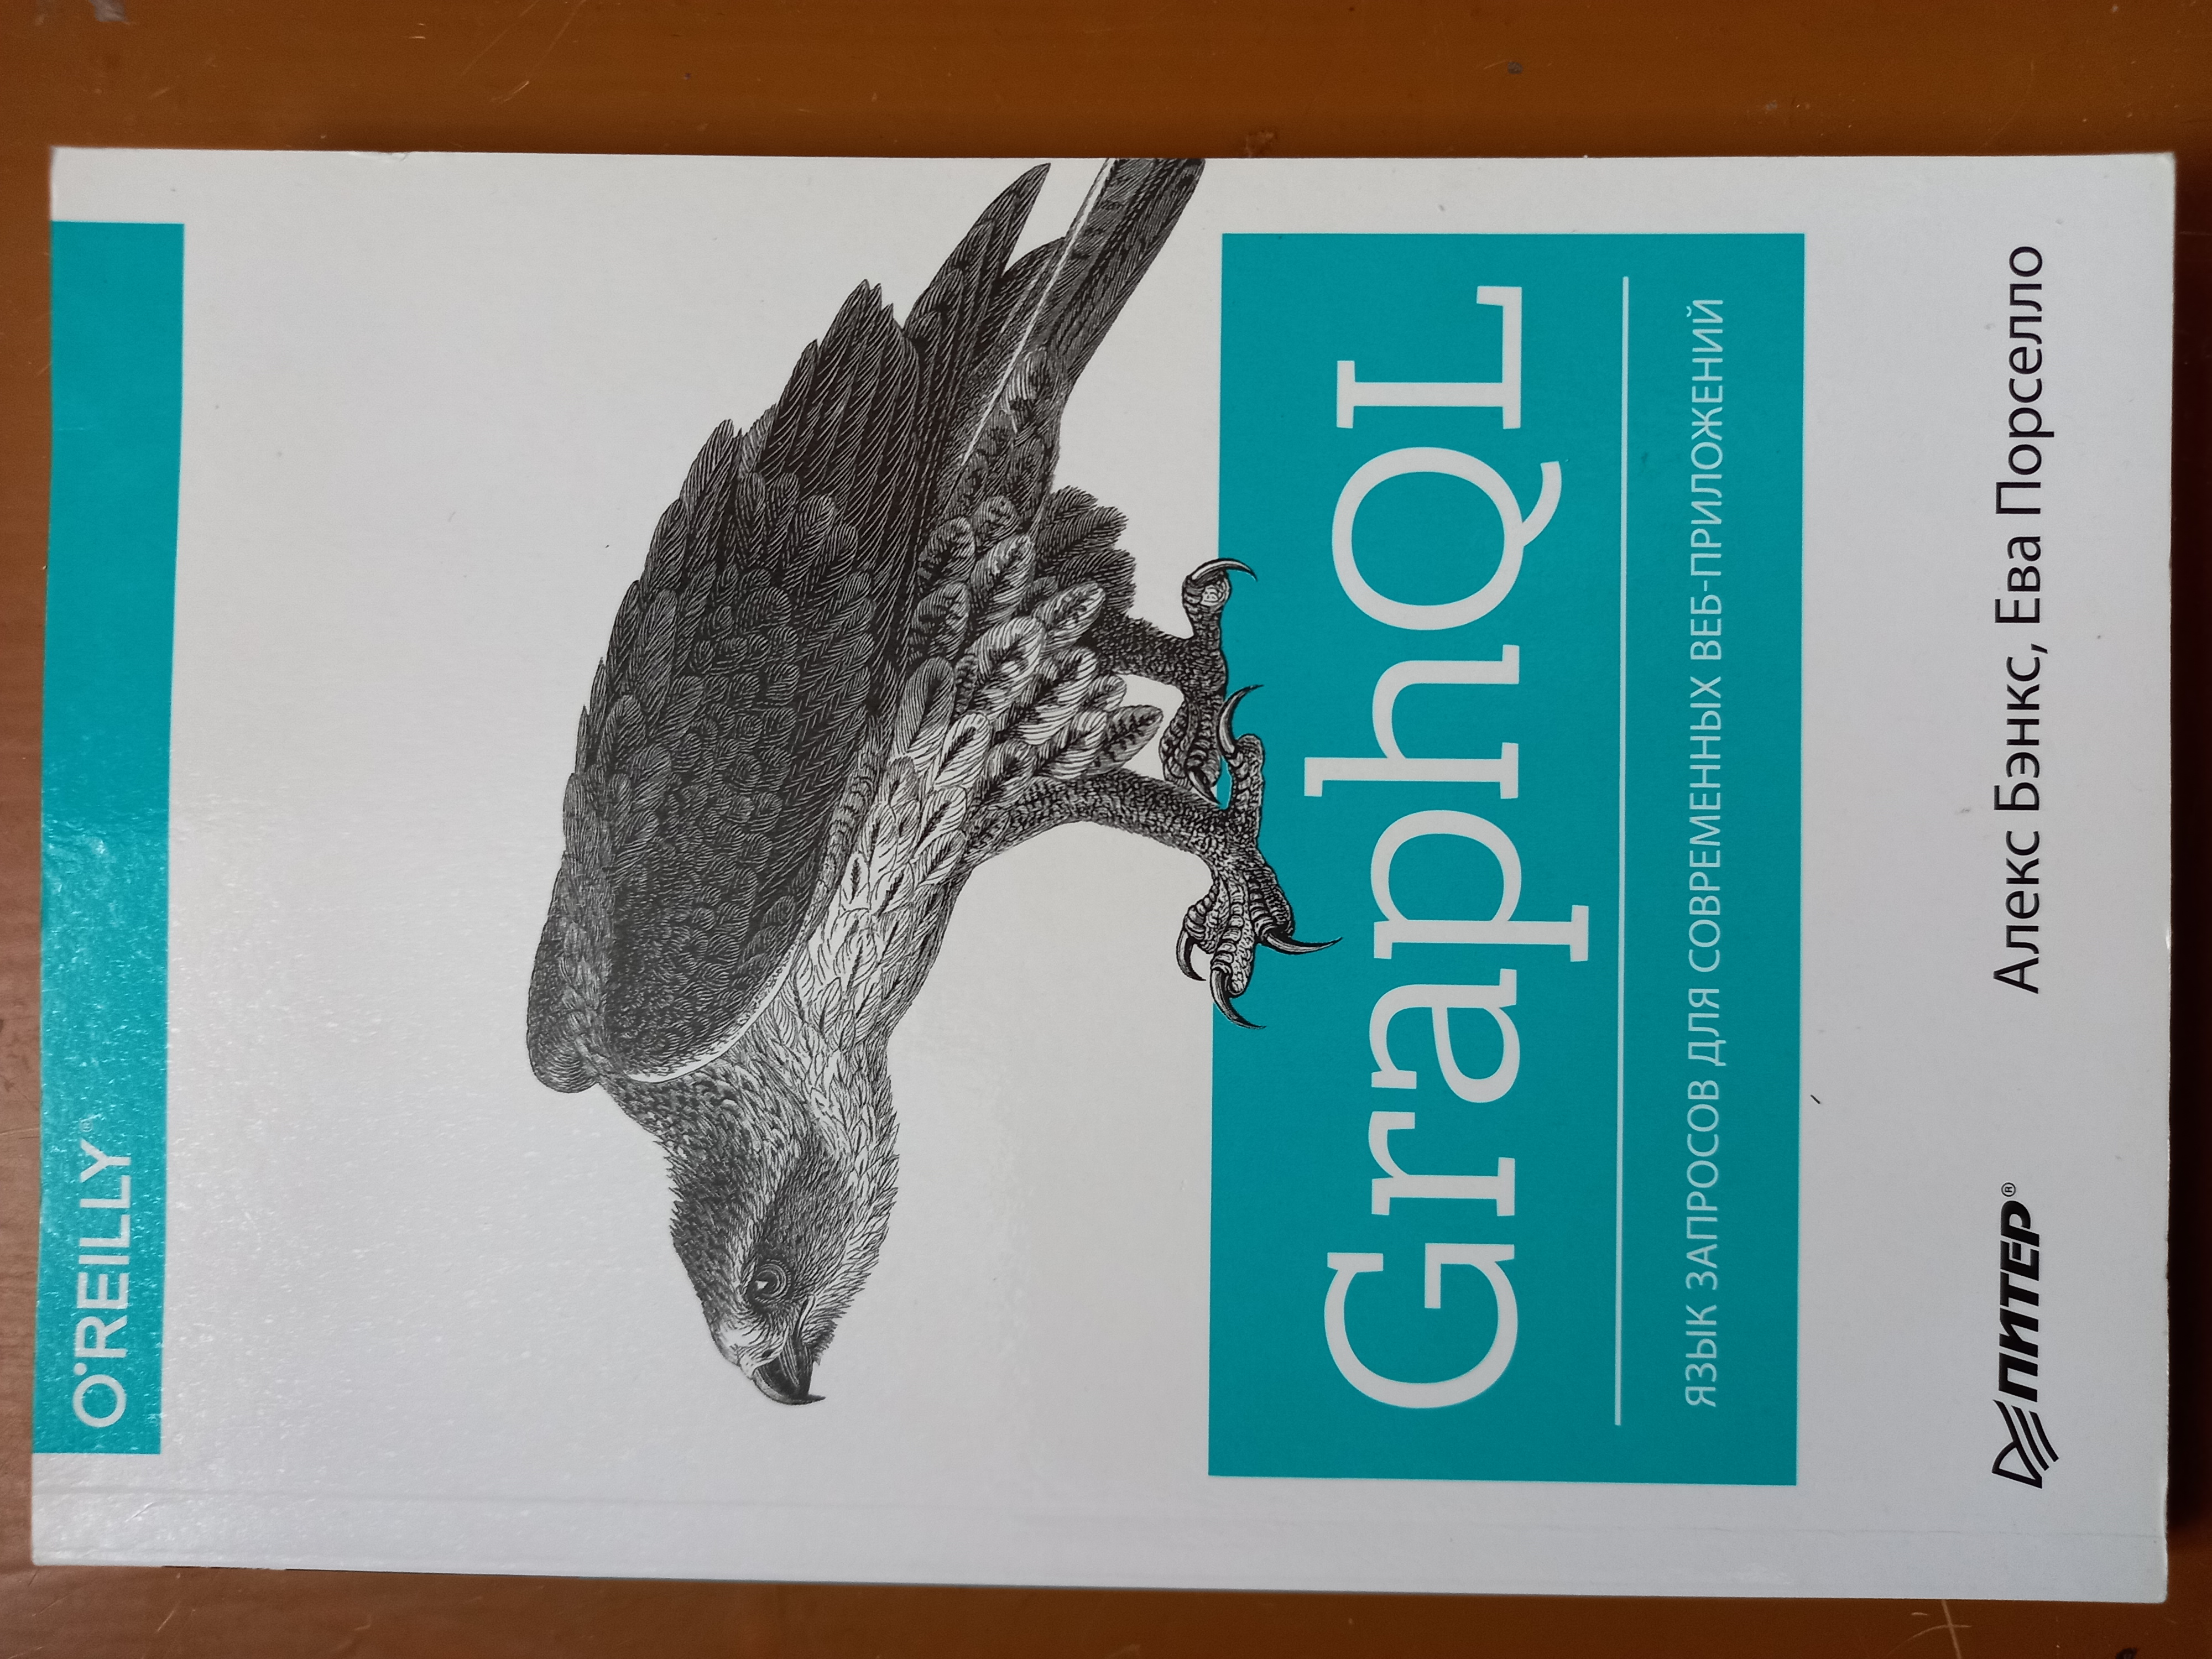 O'REILLY®
GraphQL
ЯЗЫК ЗАПРОСОВ ДЛЯ СОВРЕМЕННЫХ ВЕБ-ПРИЛОЖЕНИЙ
ПИТЕР®
Алекс Бэнкс, Ева Порселло